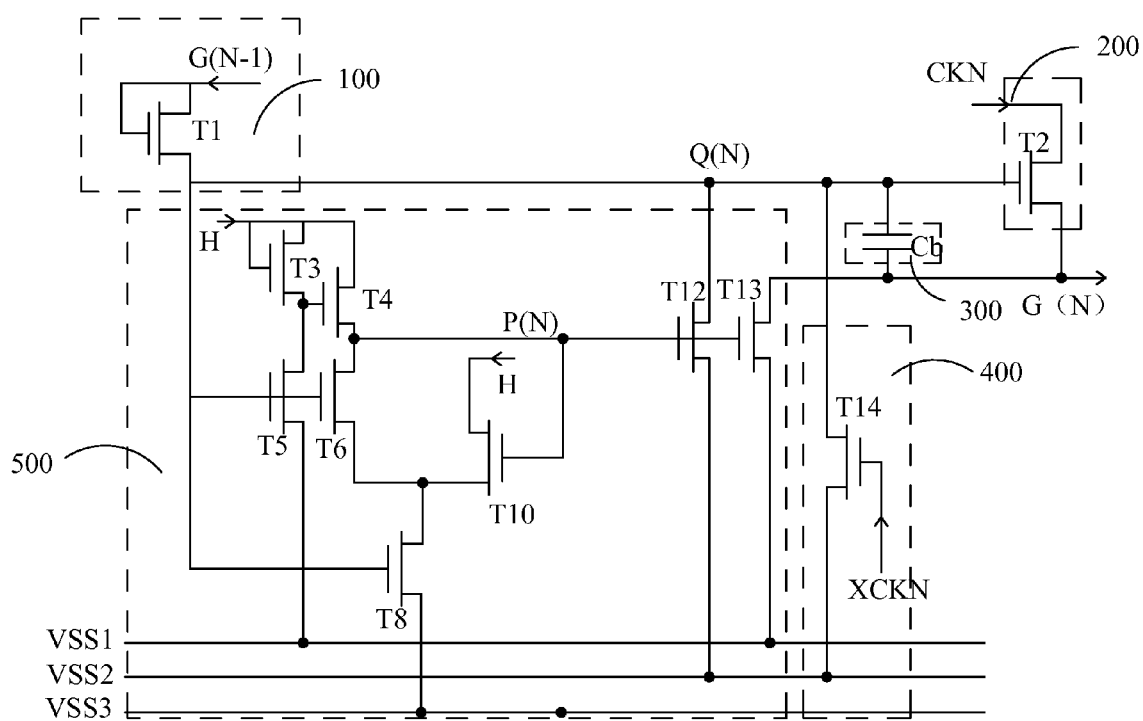 G(N-1)
100
T1
CKN
200
T2
Q(N)
H
T3
T4
Cb
300
G（N）
T12
T13
P(N)
H
400
T14
T5
T6
500
T10
XCKN
T8
VSS1
VSS2
VSS3